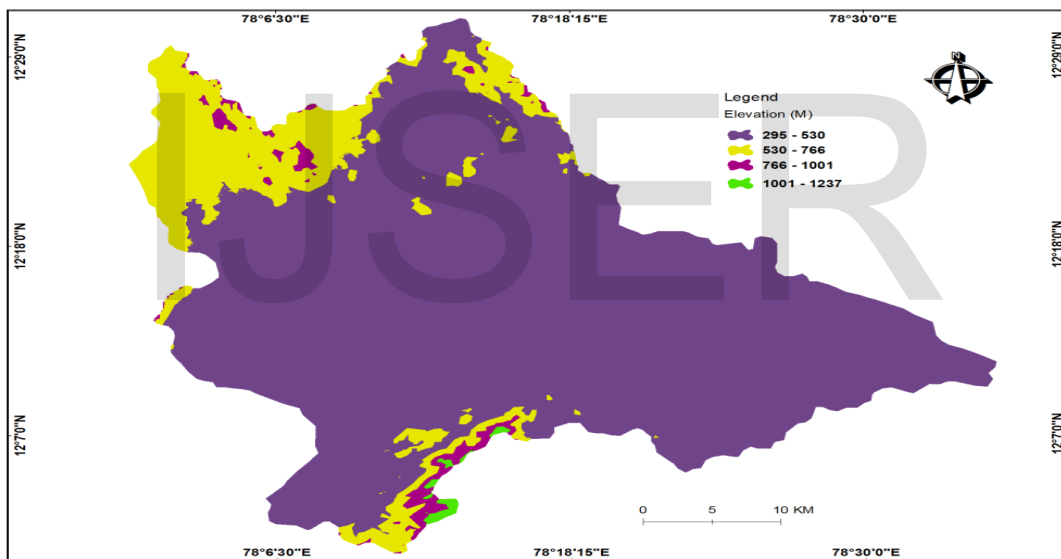 78°6'30"E 78°18'15"E 78°30'0"E
12°29'0"N 12°29'0"N
N
Legend
Elevation (M)
295 - 530
530 - 766
766 - 1001
1001 - 1237
IJSER
12°18'0"N 12°18'0"N
12°7'0"N 12°7'0"N
0 5 10 KM
78°6'30"E 78°18'15"E 78°30'0"E